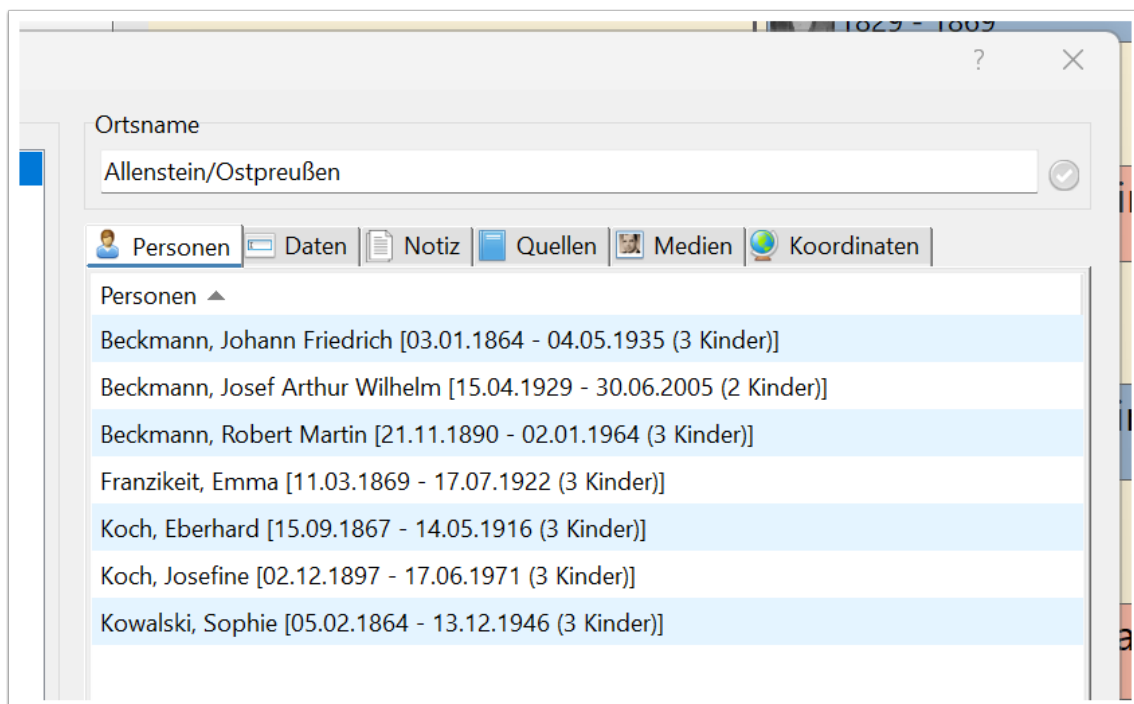 1829 - 1869
?
Ortsname
Allenstein/Ostpreußen
Personen Daten Notiz Quellen Medien Koordinaten
Personen
Beckmann, Johann Friedrich [03.01.1864 - 04.05.1935 (3 Kinder)]
Beckmann, Josef Arthur Wilhelm [15.04.1929 - 30.06.2005 (2 Kinder)]
Beckmann, Robert Martin [21.11.1890 - 02.01.1964 (3 Kinder)]
Franzikeit, Emma [11.03.1869 - 17.07.1922 (3 Kinder)]
Koch, Eberhard [15.09.1867 - 14.05.1916 (3 Kinder)]
Koch, Josefine [02.12.1897 - 17.06.1971 (3 Kinder)]
Kowalski, Sophie [05.02.1864 - 13.12.1946 (3 Kinder)]